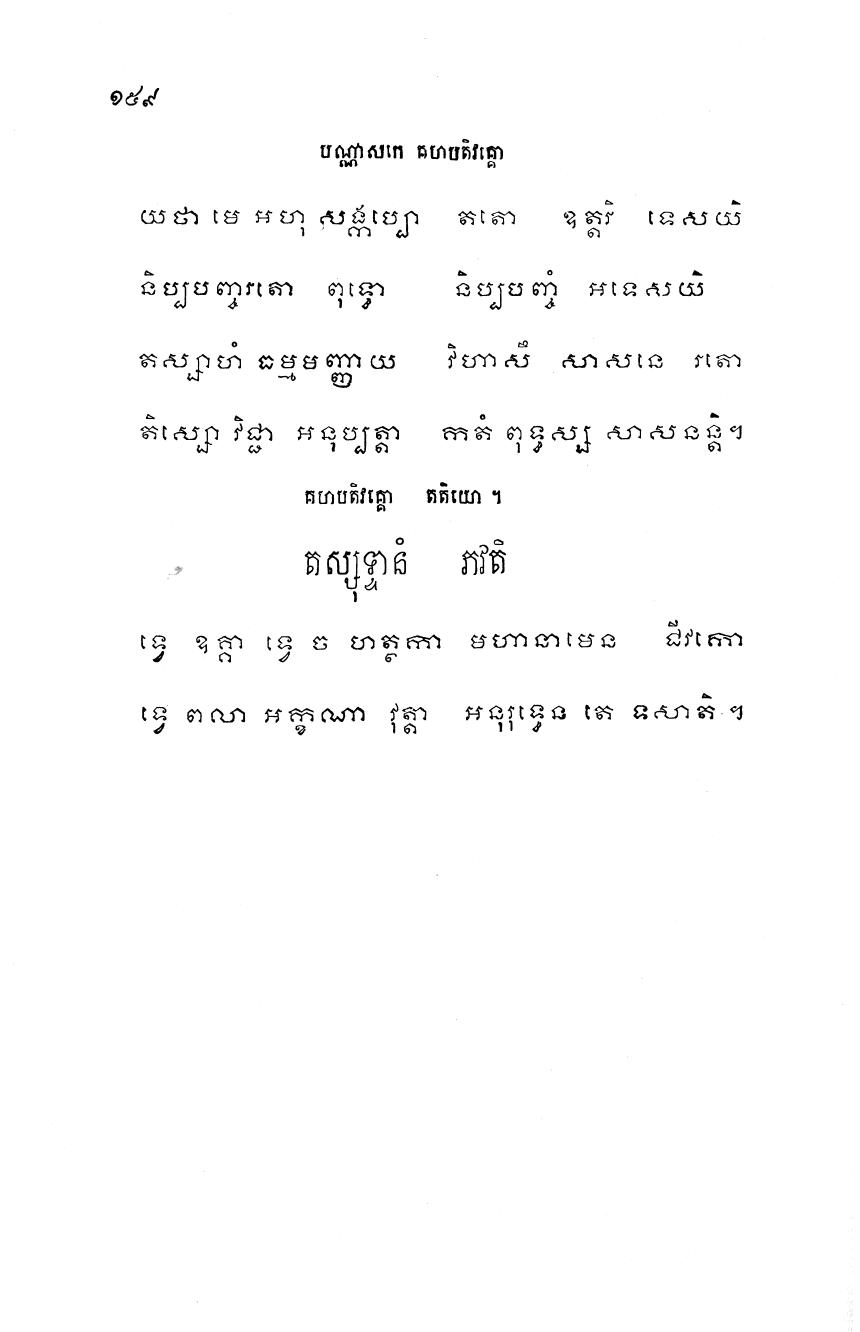 ១៥៩
បណ្ណាសកេ គហបតិវគ្គោ
យថា មេ អហុ សង្កប្បោ តតោ ឧត្តរិ ទេសយិ
និប្បបញ្ចរតោ ពុទ្ធោ និប្បបញ្ចំ អទេសយិ
តស្សាហំ ធម្មមញ្ញាយ វិហាសឹ សាសនេ រតោ
តិស្សោ វិជ្ជា អនុប្បត្តា កតំ ពុទ្ធស្ស សាសនន្តិ។
គហបតិវគ្គោ តតិយោ ។
តស្សុទ្ទានំ ភវតិ
ទ្វេ ឧគ្គា ទ្វេ ច ហត្ថកា មហានាមេន ជីវកោ
ទ្វេ ពលា អក្ខណា វុត្តា អនុរុទ្ធេន តេ ទសាតិ ។